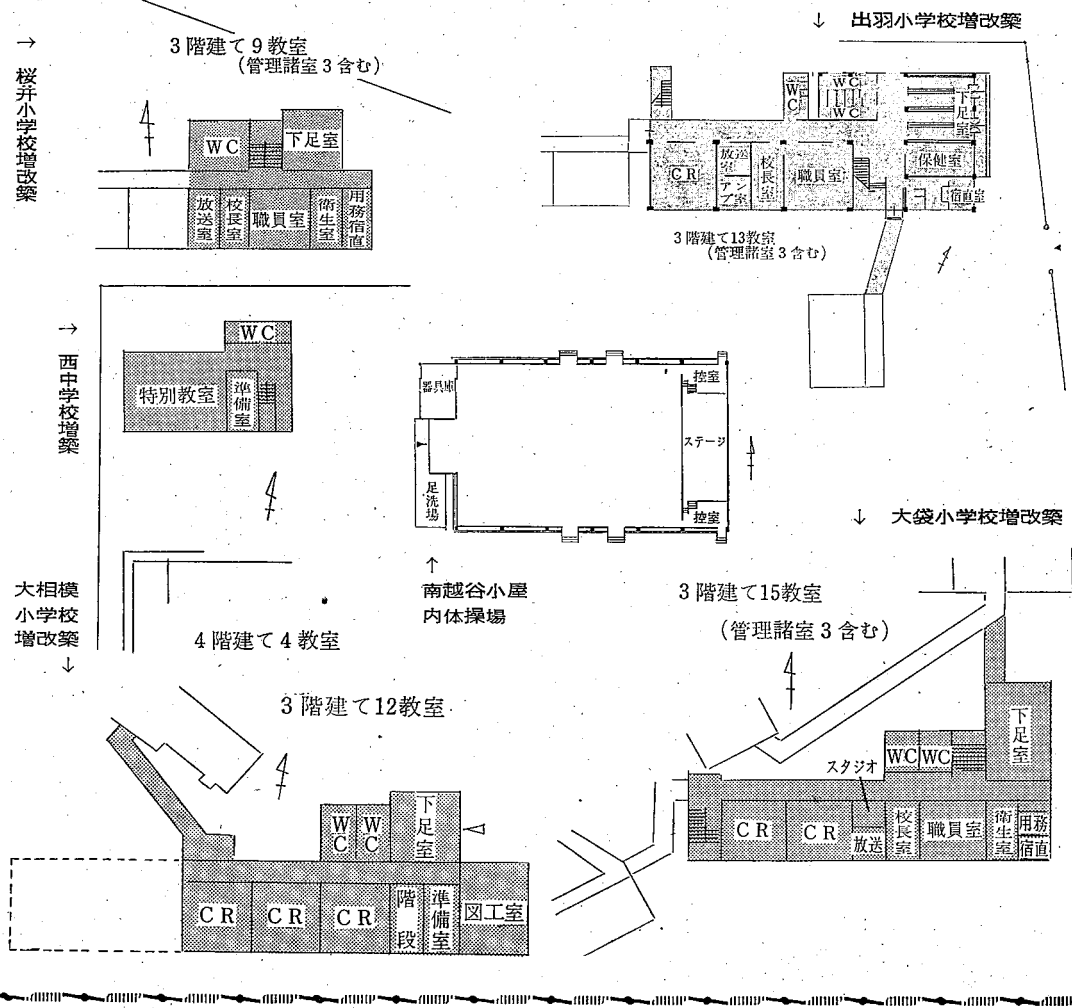 → 桜井小学校増改築
3階建て9教室
(管理諸室3含む)
WC
下足室
放送室
校長室
職員室
衛生室
用務宿直
↓ 出羽小学校増改築
WC
WC
WC
下足室
CR
放送室
アンプ室
校長室
職員室
保健室
宿直室
3階建て13教室
(管理諸室3含む)
→ 西中学校増築
WC
特別教室
準備室
4階建て4教室
器具庫
足洗場
控室
ステージ
控室
↑
南越谷小屋
内体操場
大相模
小学校
増改築
↓
3階建て12教室
WC
WC
下足室
CR
CR
CR
階段
準備室
図工室
↓ 大袋小学校増改築
3階建て15教室
(管理諸室3含む)
下足室
WC
WC
スタジオ
CR
CR
放送
校長室
職員室
衛生室
用務
宿直